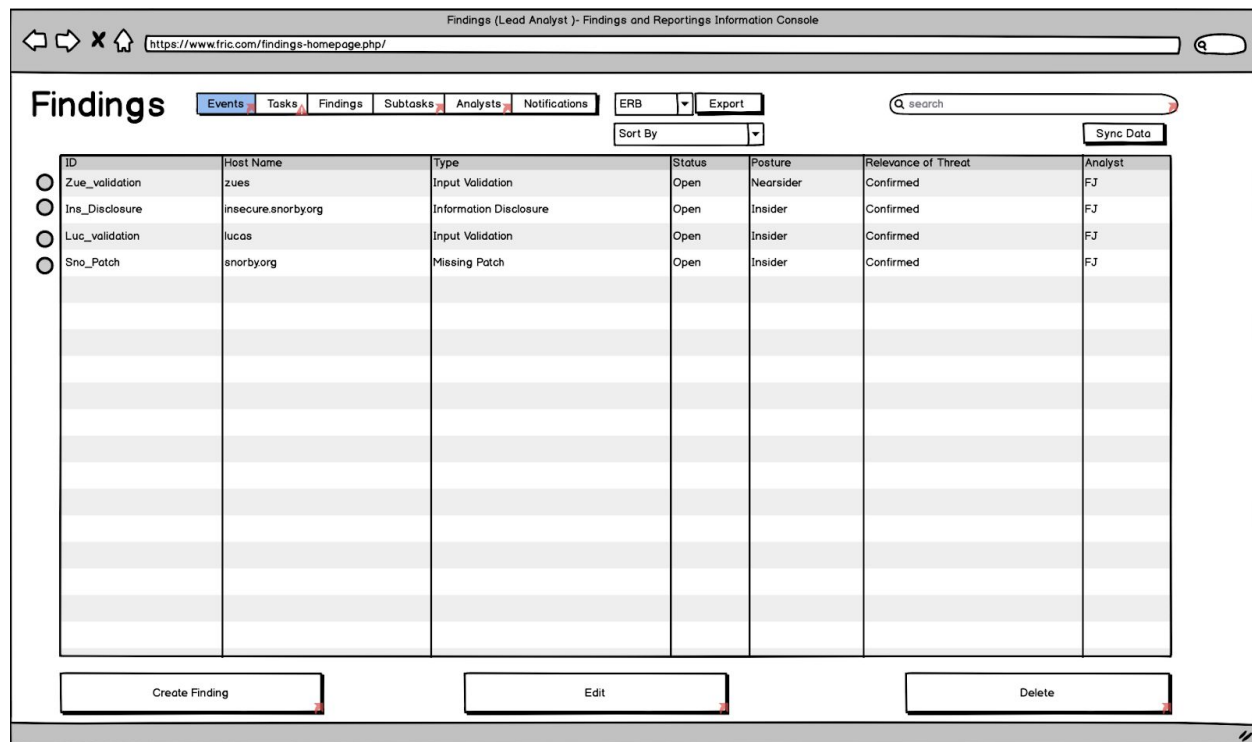 Findings (Lead Analyst )- Findings and Reportings Information Console
https://www.fric.com/findings-homepage.php/
Findings Events Tasks Findings Subtasks Analysts Notifications ERB Export search
Sort By Sync Data
ID Host Name Type Status Posture Relevance of Threat Analyst
Zue_validation zues Input Validation Open Nearsider Confirmed FJ
Ins_Disclosure insecure.snorby.org Information Disclosure Open Insider Confirmed FJ
Luc_validation lucas Input Validation Open Insider Confirmed FJ
Sno_Patch snorby.org Missing Patch Open Insider Confirmed FJ
Create Finding Edit Delete